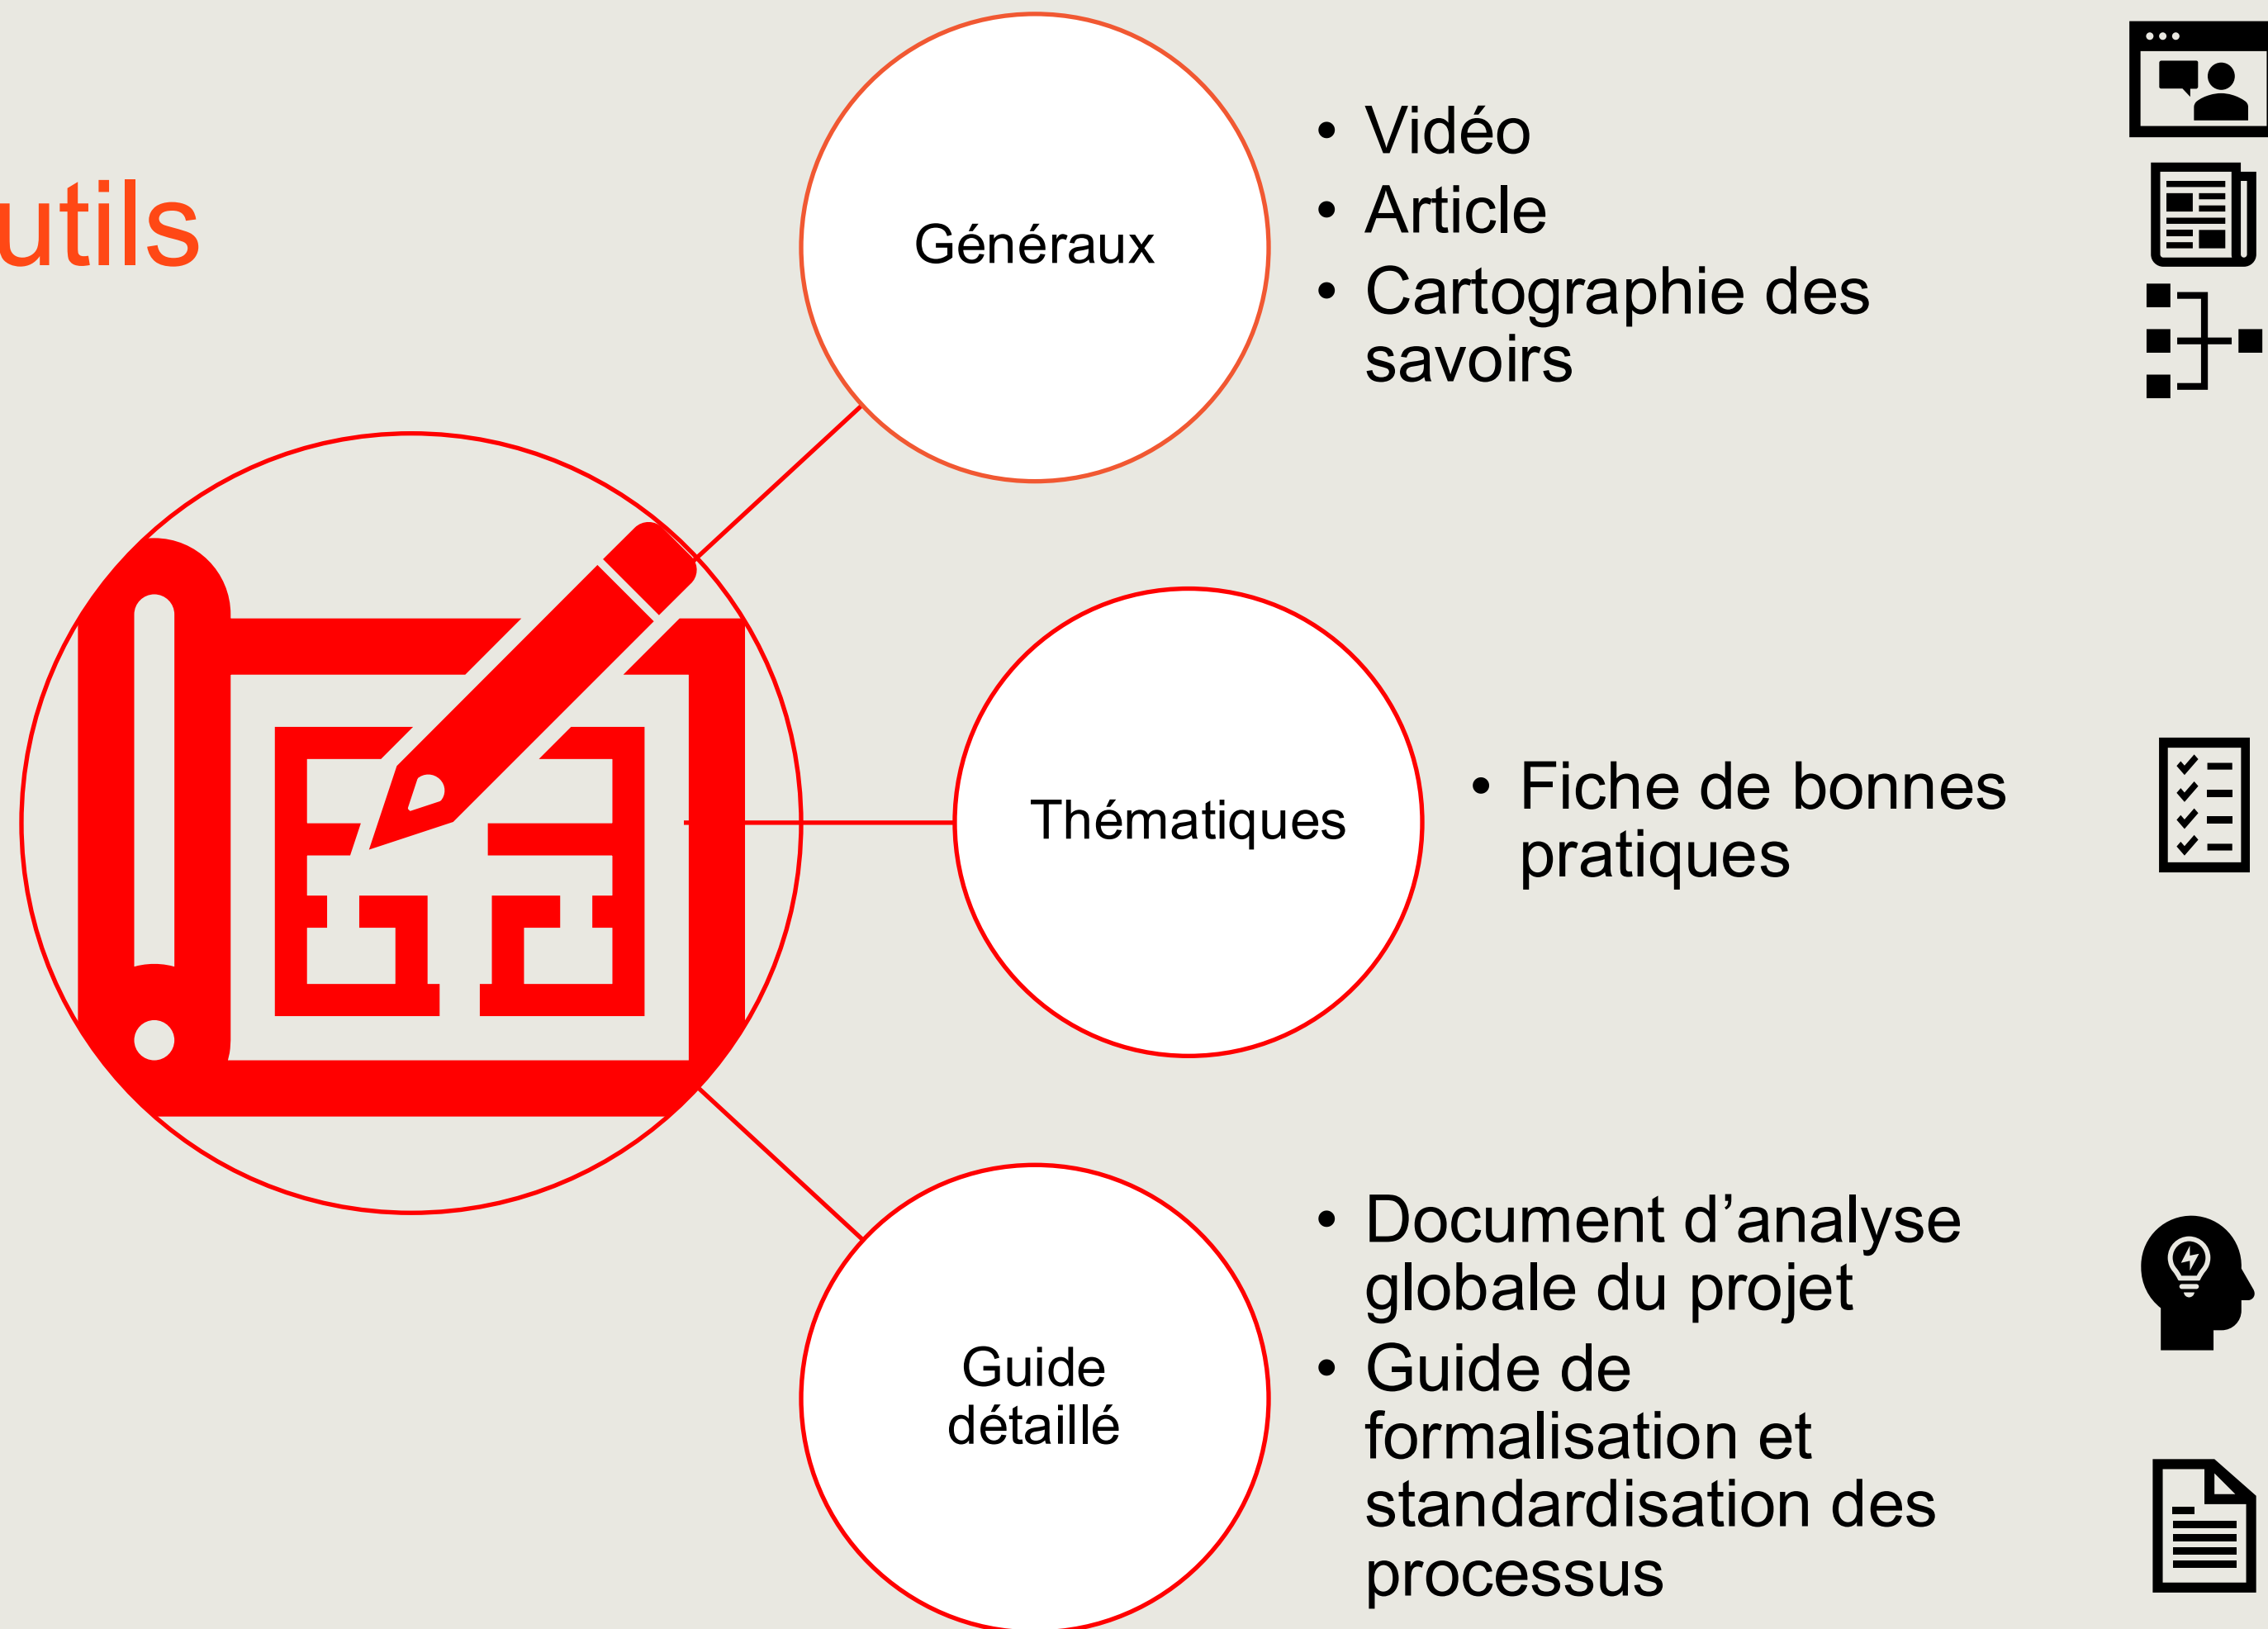 utils
Généraux
• Vidéo
• Article
• Cartographie des
savoirs
Thématiques
• Fiche de bonnes
pratiques
Guide
détaillé
• Document d’analyse
globale du projet
• Guide de
formalisation et
standardisation des
processus